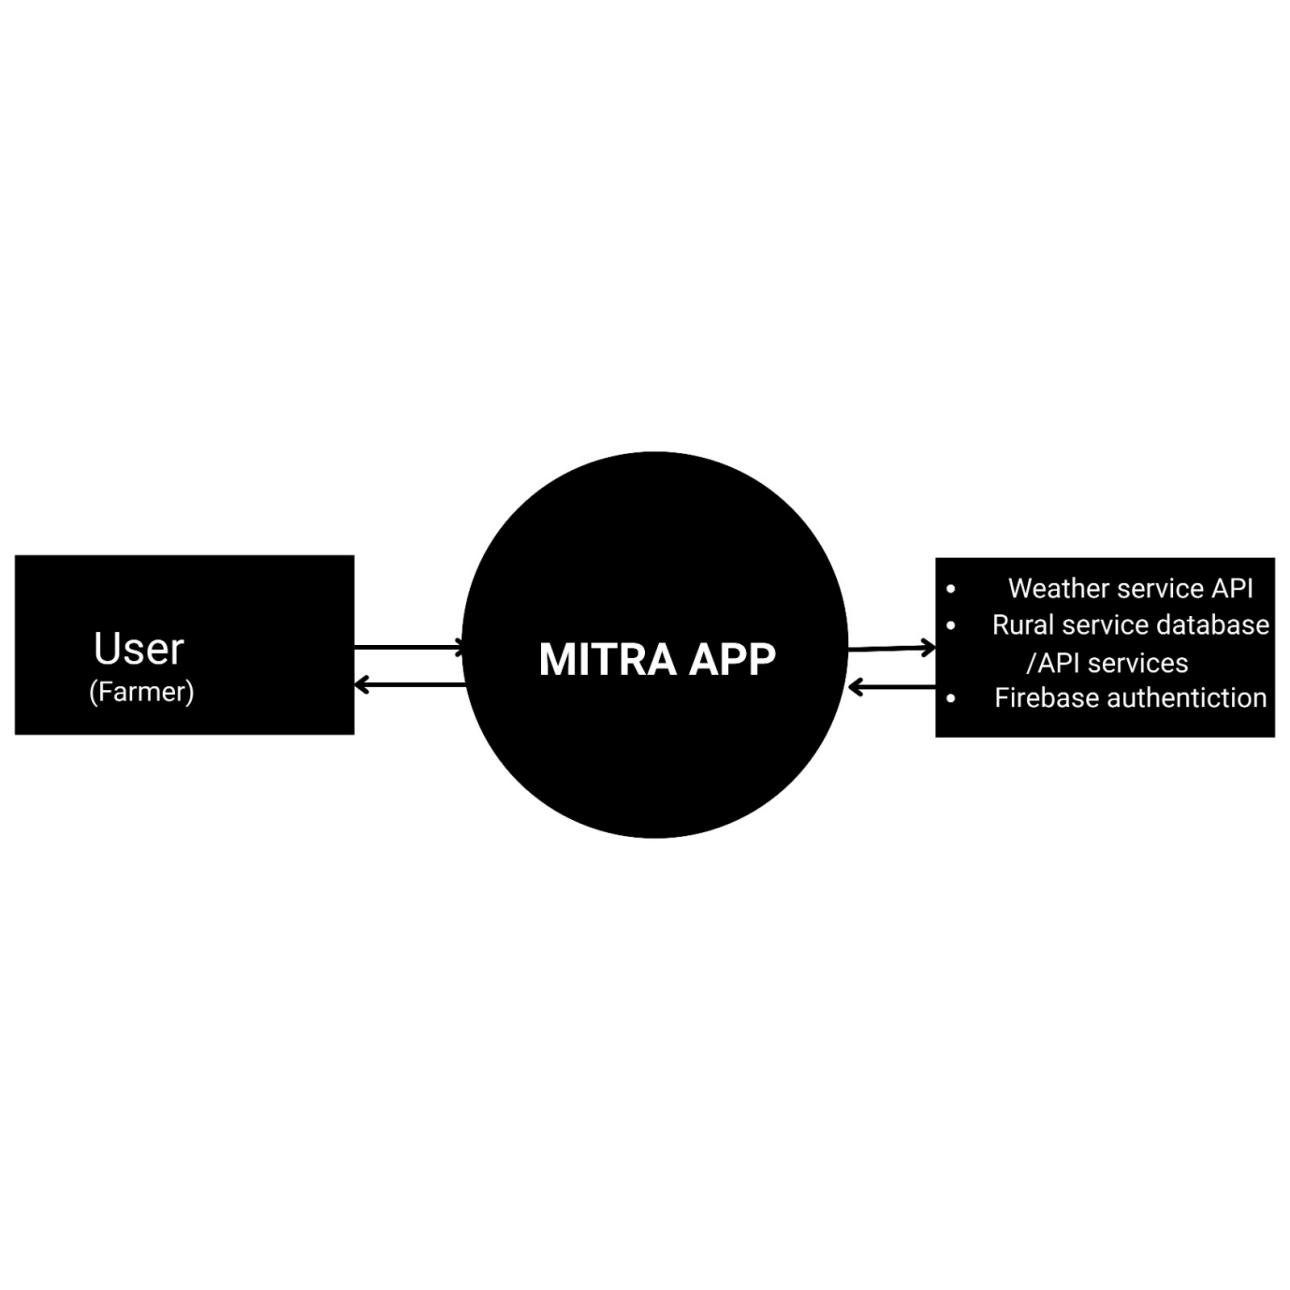 User
(Farmer)
MITRA APP
• Weather service API
• Rural service database
/API services
• Firebase authentiction